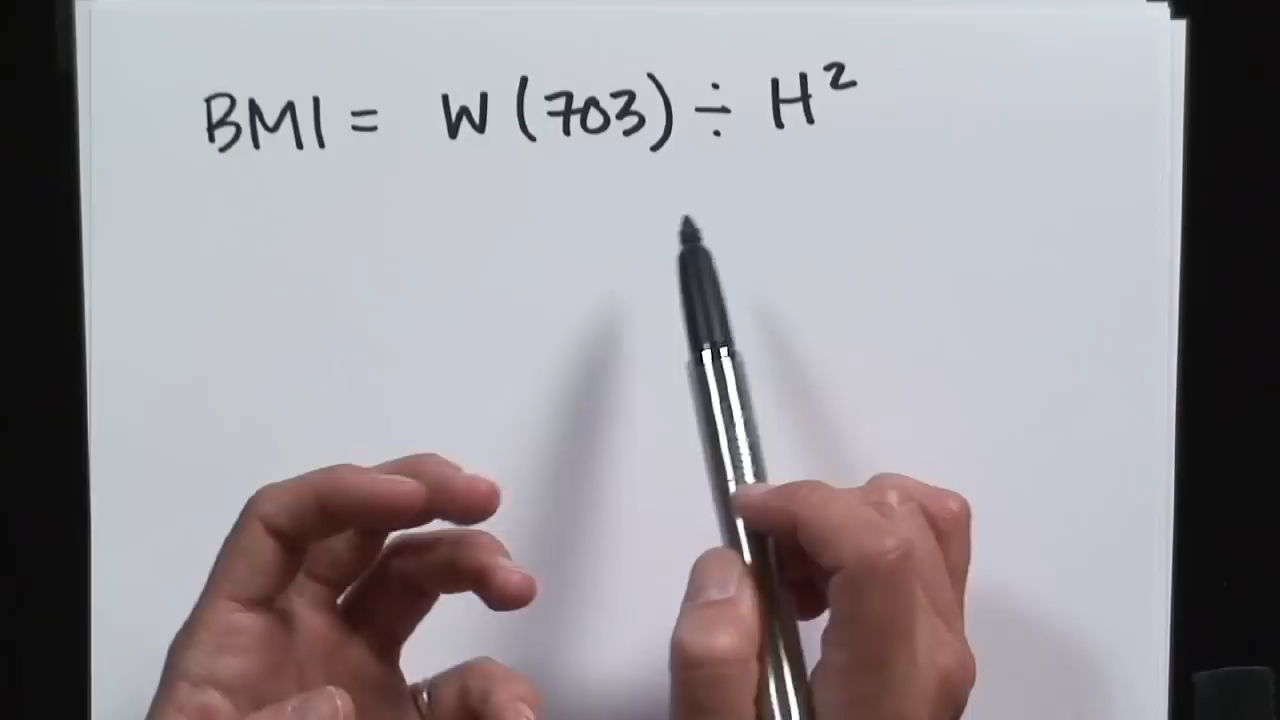 BMI = W (703) ÷ H²